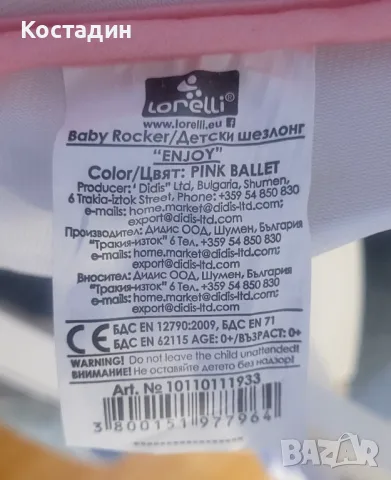 Костадин
lorelli®
www.lorelli.eu
Baby Rocker/Детски шезлонг
"ENJOY"
Color/Цвят: PINK BALLET
Producer: 'Didis" Ltd, Bulgaria, Shumen,
6 Trakia-iztok Street, Phone: +359 54 850 830
e-mails: home.market@didis-ltd.com;
export@didis-ltd.com
Производител: Дидис ООД, Шумен, България
"Тракия-изток" 6 Тел. +359 54 850 830
e-mails: home.market@didis-ltd.com;
export@didis-ltd.com
Вносител: Дидис ООД, Шумен, България
"Тракия-изток" 6 Тел. +359 54 850 830
e-mails: home.market@didis-ltd.com;
export@didis-ltd.com
CE БДС EN 12790:2009, БДС EN 71
БДС EN 62115 AGE: 0+/ВЪЗРАСТ: 0+
WARNING! Do not leave the child unattended!
ВНИМАНИЕ! Не оставяйте детето без надзор!
Art. No 10110111933
3 800151 977964
BAZAR